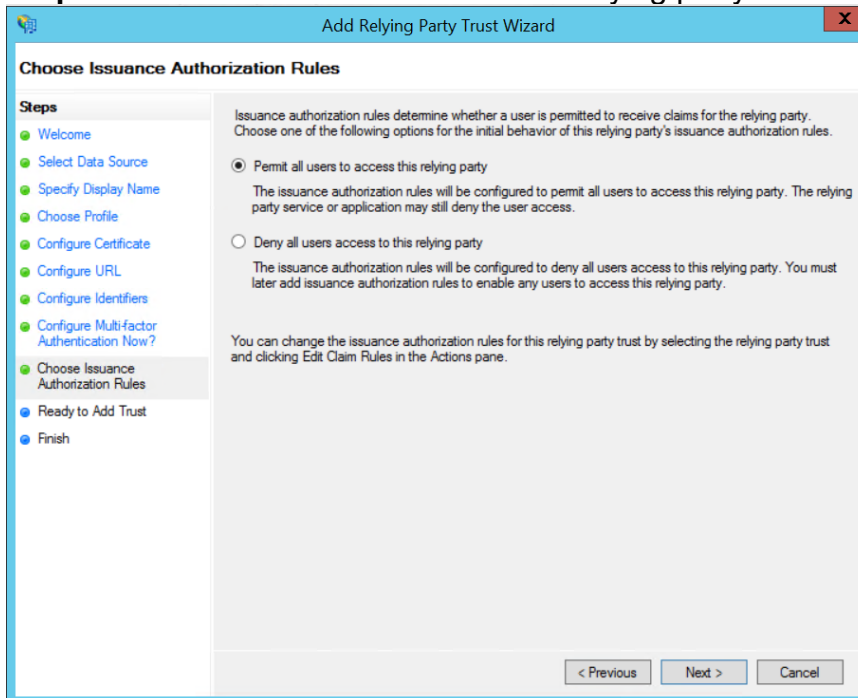 Add Relying Party Trust Wizard
X
Choose Issuance Authorization Rules
Steps
Welcome
Select Data Source
Specify Display Name
Choose Profile
Configure Certificate
Configure URL
Configure Identifiers
Configure Multi-factor
Authentication Now?
Choose Issuance
Authorization Rules
Ready to Add Trust
Finish
Issuance authorization rules determine whether a user is permitted to receive claims for the relying party.
Choose one of the following options for the initial behavior of this relying party's issuance authorization rules.
Permit all users to access this relying party
The issuance authorization rules will be configured to permit all users to access this relying party. The relying
party service or application may still deny the user access.
Deny all users access to this relying party
The issuance authorization rules will be configured to deny all users access to this relying party. You must
later add issuance authorization rules to enable any users to access this relying party.
You can change the issuance authorization rules for this relying party trust by selecting the relying party trust
and clicking Edit Claim Rules in the Actions pane.
< Previous
Next >
Cancel